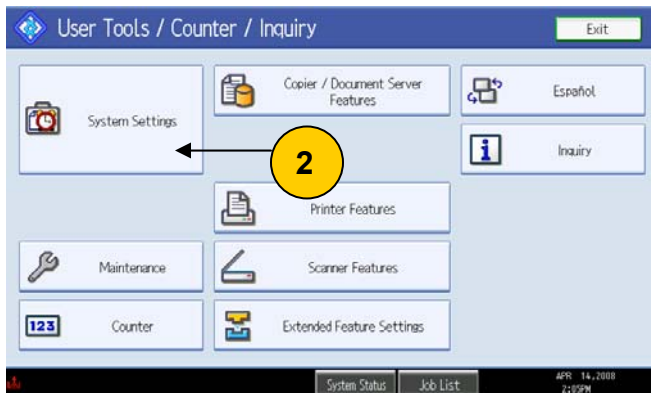 User Tools / Counter / Inquiry
Exit
System Settings
Copier / Document Server
Features
Español
2
Inquiry
Printer Features
Maintenance
Scanner Features
123
Counter
Extended Feature Settings
System Status
Job List
APR 14,2008
2:05PM